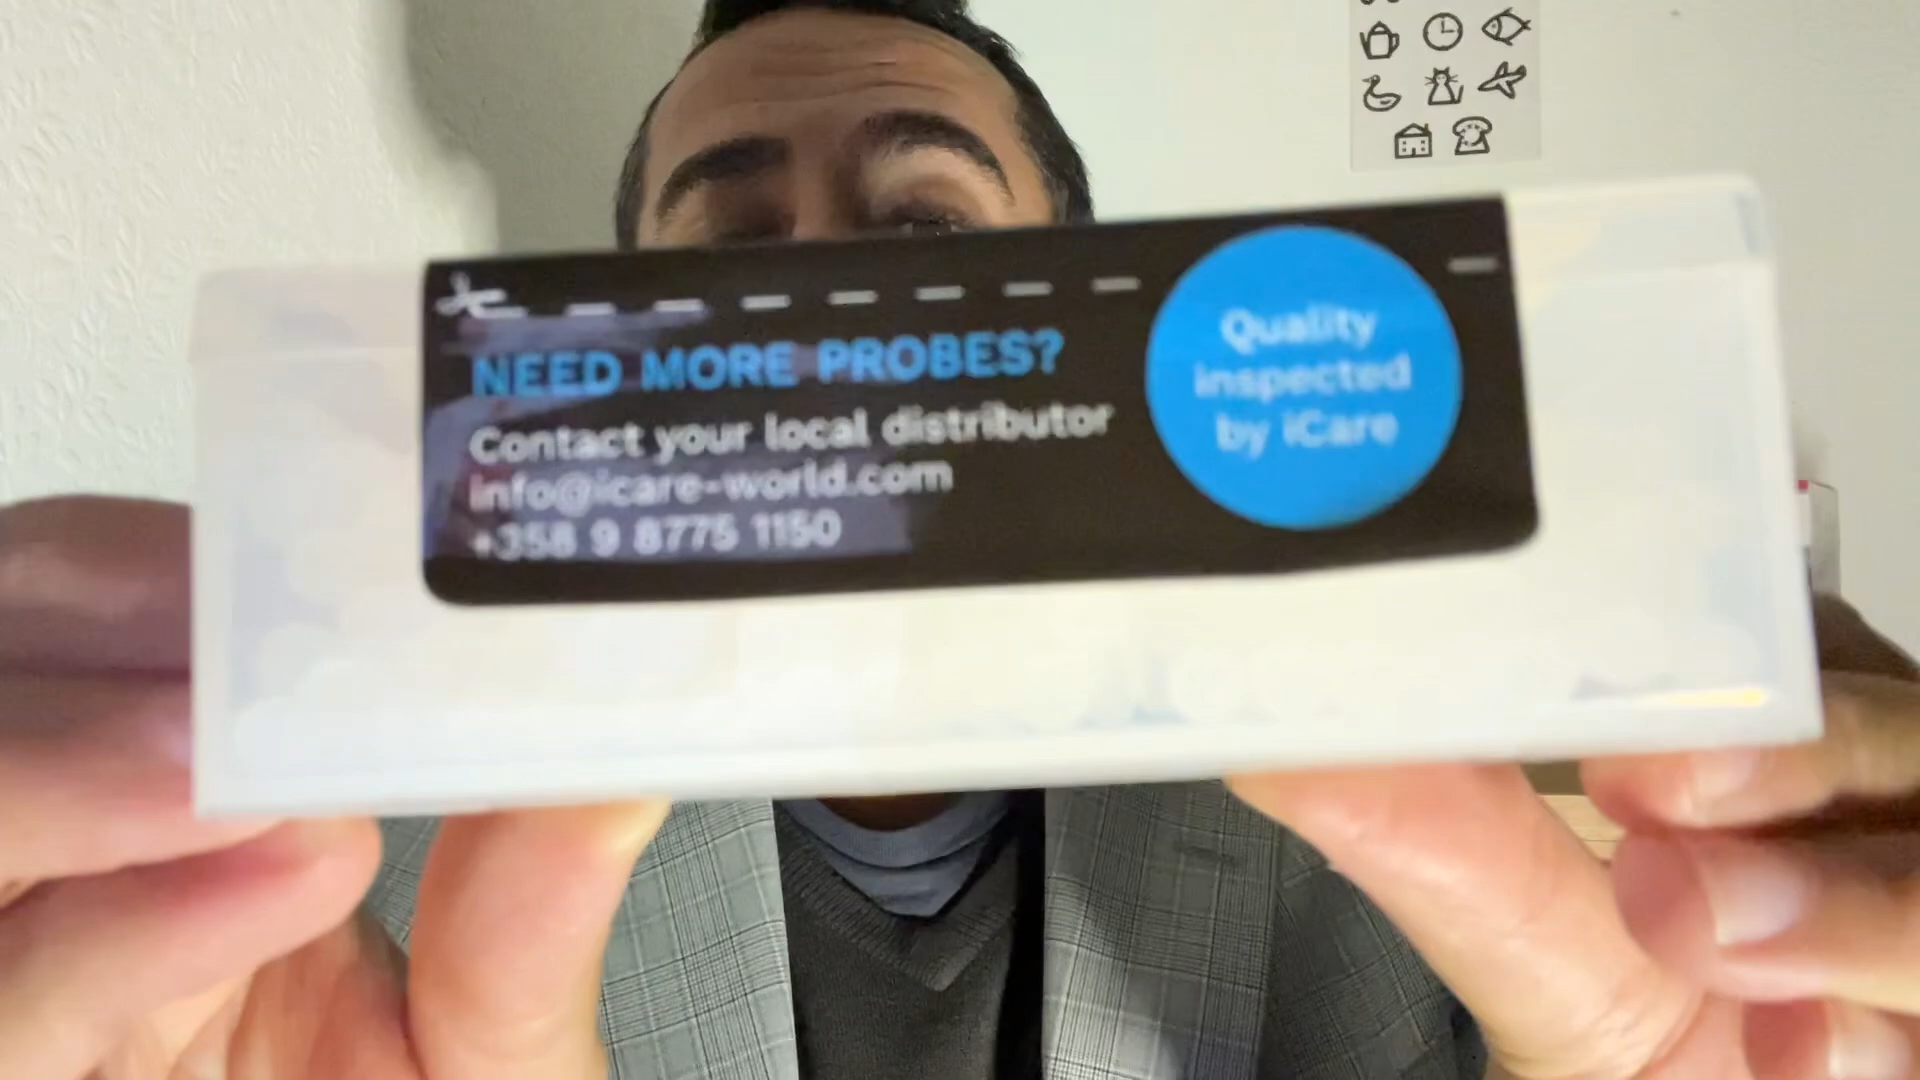 NEED MORE PROBES?
Contact your local distributor
info@icare-world.com
+358 9 8775 1150
Quality
inspected
by iCare